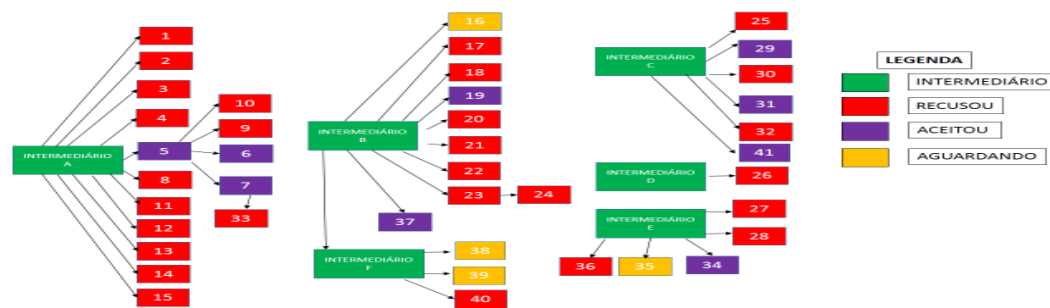 1
2
3
4
INTERMEDIÁRIO
A
5
8
11
12
13
14
15
10
9
6
7
33
16
17
18
19
20
INTERMEDIÁRIO
B
21
22
23
24
37
INTERMEDIÁRIO
F
38
39
40
25
INTERMEDIÁRIO
C
29
30
31
32
41
INTERMEDIÁRIO
D
26
INTERMEDIÁRIO
E
27
28
36
35
34
LEGENDA
INTERMEDIÁRIO
RECUSOU
ACEITOU
AGUARDANDO